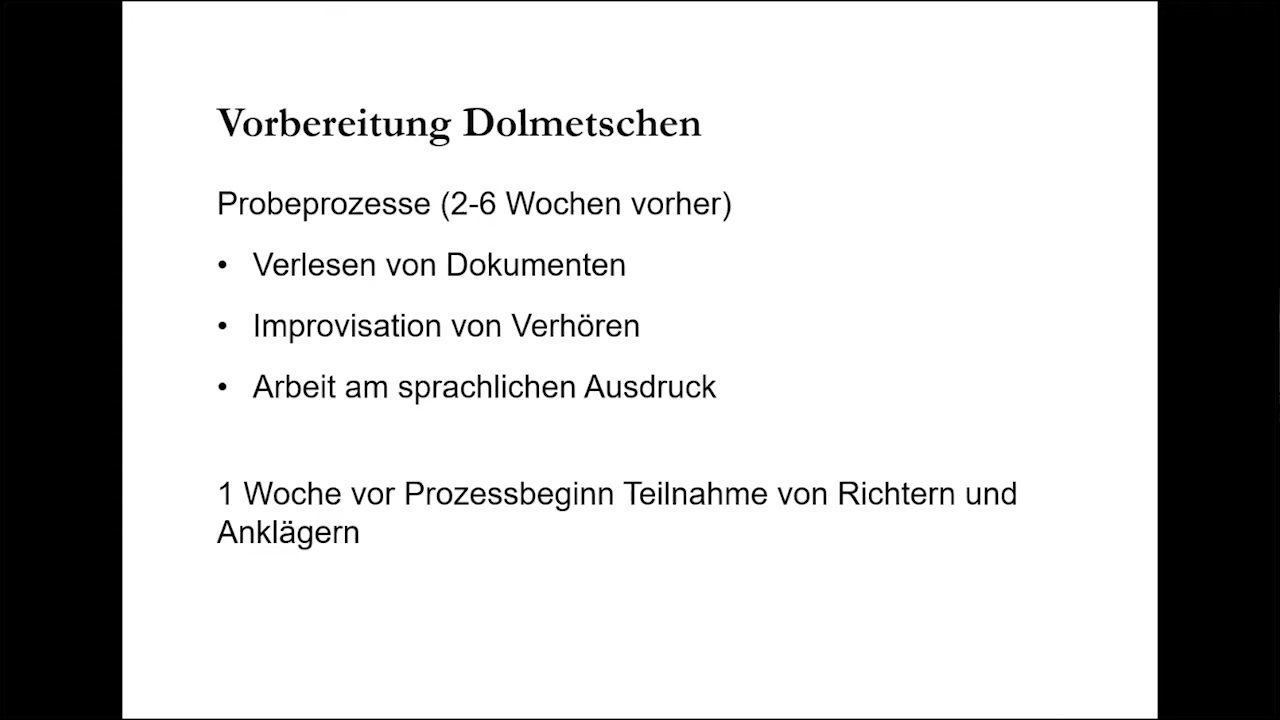 Vorbereitung Dolmetschen
Probeprozesse (2-6 Wochen vorher)
• Verlesen von Dokumenten
• Improvisation von Verhören
• Arbeit am sprachlichen Ausdruck
1 Woche vor Prozessbeginn Teilnahme von Richtern und
Anklägern